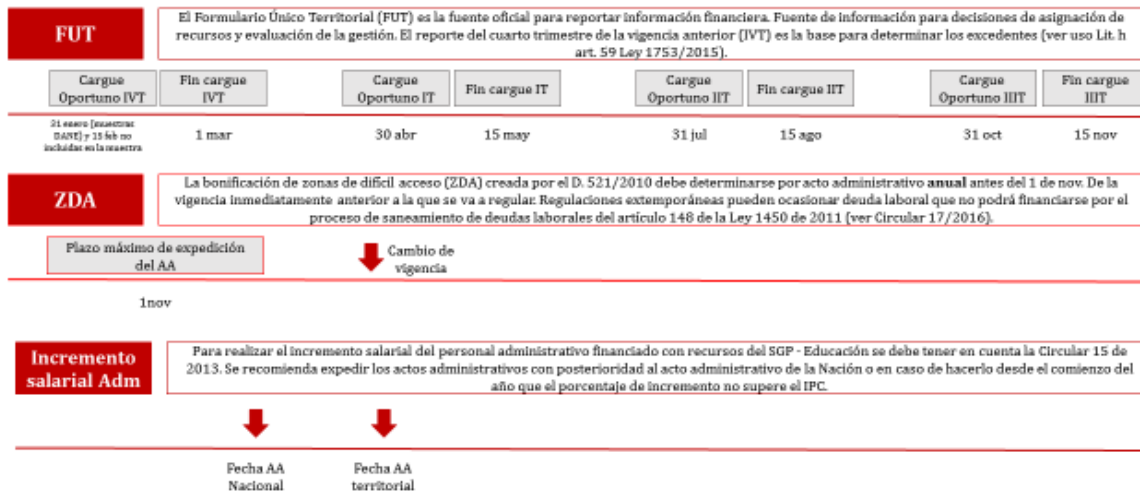 FUT
El Formulario Único Territorial (FUT) es la fuente oficial para reportar información financiera. Fuente de información para decisiones de asignación de
recursos y evaluación de la gestión. El reporte del cuarto trimestre de la vigencia anterior (IVT) es la base para determinar los excedentes (ver uso Lit. h
art. 59 Ley 1753/2015).
Cargue
Oportuno IVT
Fin cargue
IVT
Cargue
Oportuno IT
Fin cargue IT
Cargue
Oportuno IIT
Fin cargue IIT
Cargue
Oportuno IIIT
Fin cargue
IIIT
31 enero (muestras
DANE) y 15 feb no
incluidas en la muestra
1 mar
30 abr
15 may
31 jul
15 ago
31 oct
15 nov
ZDA
La bonificación de zonas de difícil acceso (ZDA) creada por el D. 521/2010 debe determinarse por acto administrativo anual antes del 1 de nov. De la
vigencia inmediatamente anterior a la que se va a regular. Regulaciones extemporáneas pueden ocasionar deuda laboral que no podrá financiarse por el
proceso de saneamiento de deudas laborales del artículo 148 de la Ley 1450 de 2011 (ver Circular 17/2016).
Plazo máximo de expedición
del AA
Cambio de
vigencia
1nov
Incremento
salarial Adm
Para realizar el incremento salarial del personal administrativo financiado con recursos del SGP - Educación se debe tener en cuenta la Circular 15 de
2013. Se recomienda expedir los actos administrativos con posterioridad al acto administrativo de la Nación o en caso de hacerlo desde el comienzo del
año que el porcentaje de incremento no supere el IPC.
Fecha AA
Nacional
Fecha AA
territorial